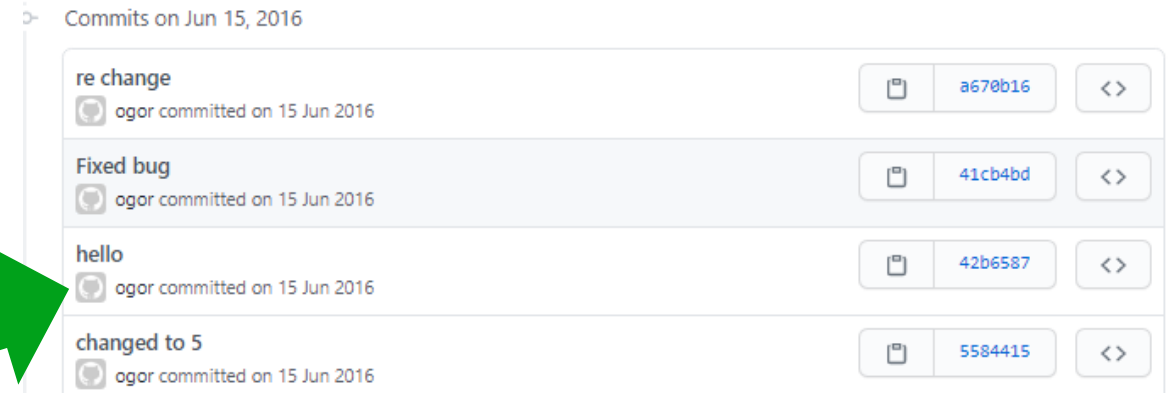 Commits on Jun 15, 2016
re change
a670b16
ogor committed on 15 Jun 2016
Fixed bug
41cb4bd
ogor committed on 15 Jun 2016
hello
42b6587
ogor committed on 15 Jun 2016
changed to 5
5584415
ogor committed on 15 Jun 2016